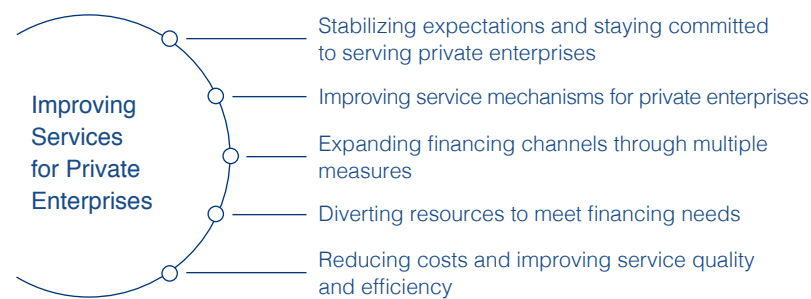 Improving
Services
for Private
Enterprises
Stabilizing expectations and staying committed
to serving private enterprises
Improving service mechanisms for private enterprises
Expanding financing channels through multiple
measures
Diverting resources to meet financing needs
Reducing costs and improving service quality
and efficiency